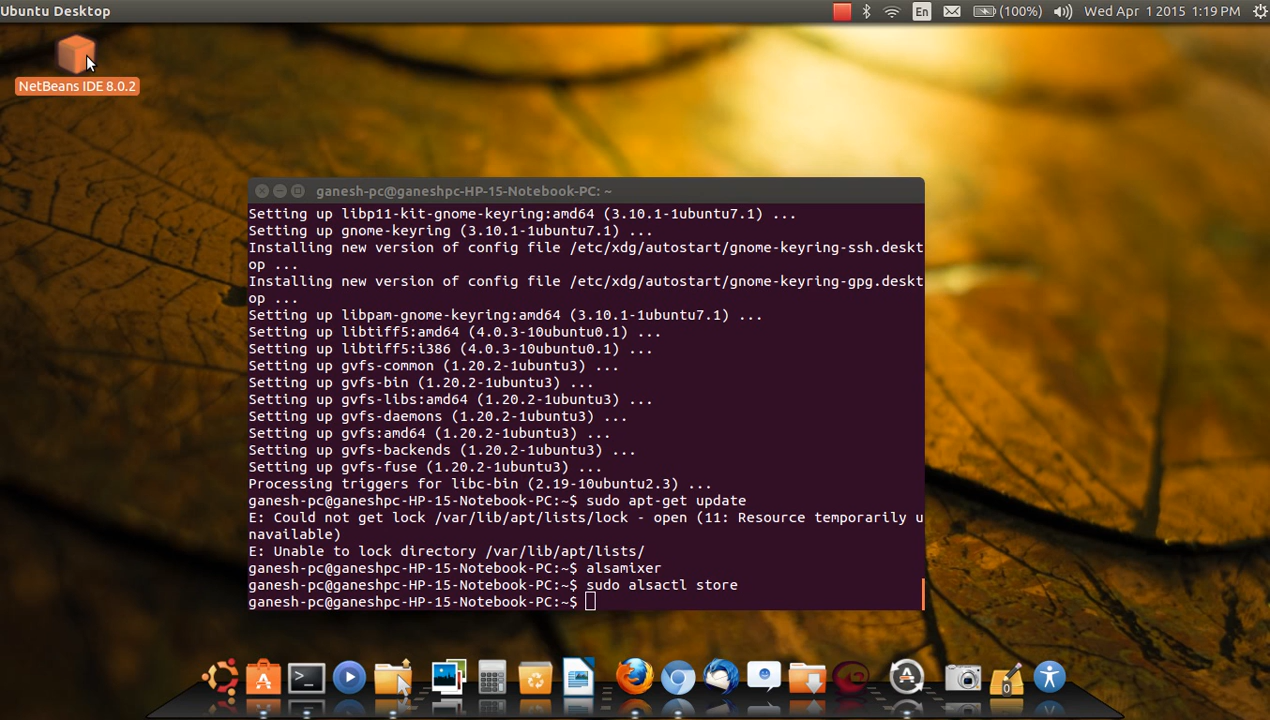 Ubuntu Desktop
En
(100%)
Wed Apr 1 2015 1:19 PM
NetBeans IDE 8.0.2
ganesh-pc@ganeshpc-HP-15-Notebook-PC: ~
Setting up libp11-kit-gnome-keyring:amd64 (3.10.1-1ubuntu7.1) ...
Setting up gnome-keyring (3.10.1-1ubuntu7.1) ...
Installing new version of config file /etc/xdg/autostart/gnome-keyring-ssh.deskt
op ...
Installing new version of config file /etc/xdg/autostart/gnome-keyring-gpg.deskt
op ...
Setting up libpam-gnome-keyring:amd64 (3.10.1-1ubuntu7.1) ...
Setting up libtiff5:amd64 (4.0.3-10ubuntu0.1) ...
Setting up libtiff5:i386 (4.0.3-10ubuntu0.1) ...
Setting up gvfs-common (1.20.2-1ubuntu3) ...
Setting up gvfs-bin (1.20.2-1ubuntu3) ...
Setting up gvfs-libs:amd64 (1.20.2-1ubuntu3) ...
Setting up gvfs-daemons (1.20.2-1ubuntu3) ...
Setting up gvfs:amd64 (1.20.2-1ubuntu3) ...
Setting up gvfs-backends (1.20.2-1ubuntu3) ...
Setting up gvfs-fuse (1.20.2-1ubuntu3) ...
Processing triggers for libc-bin (2.19-10ubuntu2.3) ...
ganesh-pc@ganeshpc-HP-15-Notebook-PC:~$ sudo apt-get update
E: Could not get lock /var/lib/apt/lists/lock - open (11: Resource temporarily u
navailable)
E: Unable to lock directory /var/lib/apt/lists/
ganesh-pc@ganeshpc-HP-15-Notebook-PC:~$ alsamixer
ganesh-pc@ganeshpc-HP-15-Notebook-PC:~$ sudo alsactl store
ganesh-pc@ganeshpc-HP-15-Notebook-PC:~$
>_
0